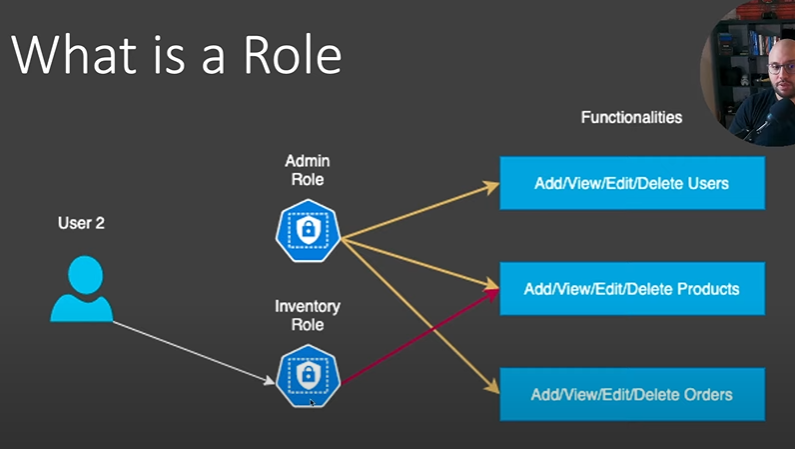 What is a Role
Functionalities
Admin
Role
Add/View/Edit/Delete Users
User 2
Add/View/Edit/Delete Products
Inventory
Role
Add/View/Edit/Delete Orders